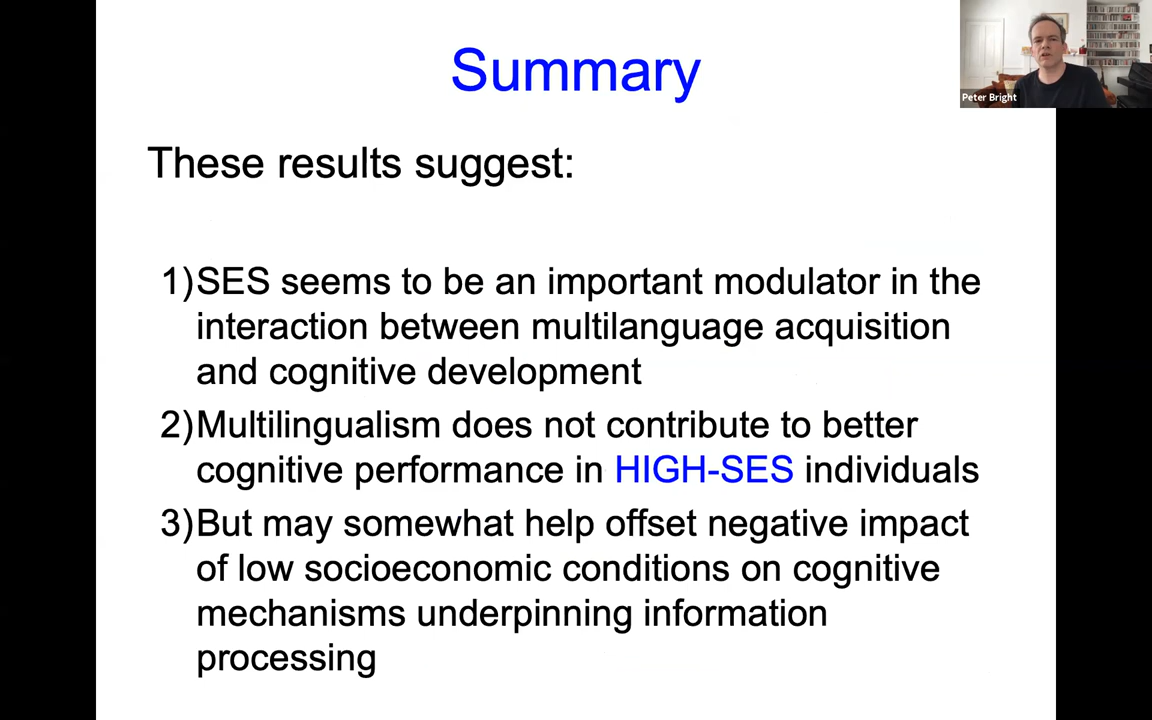 Summary
Peter Bright
These results suggest:
1)SES seems to be an important modulator in the
interaction between multilanguage acquisition
and cognitive development
2)Multilingualism does not contribute to better
cognitive performance in HIGH-SES individuals
3)But may somewhat help offset negative impact
of low socioeconomic conditions on cognitive
mechanisms underpinning information
processing